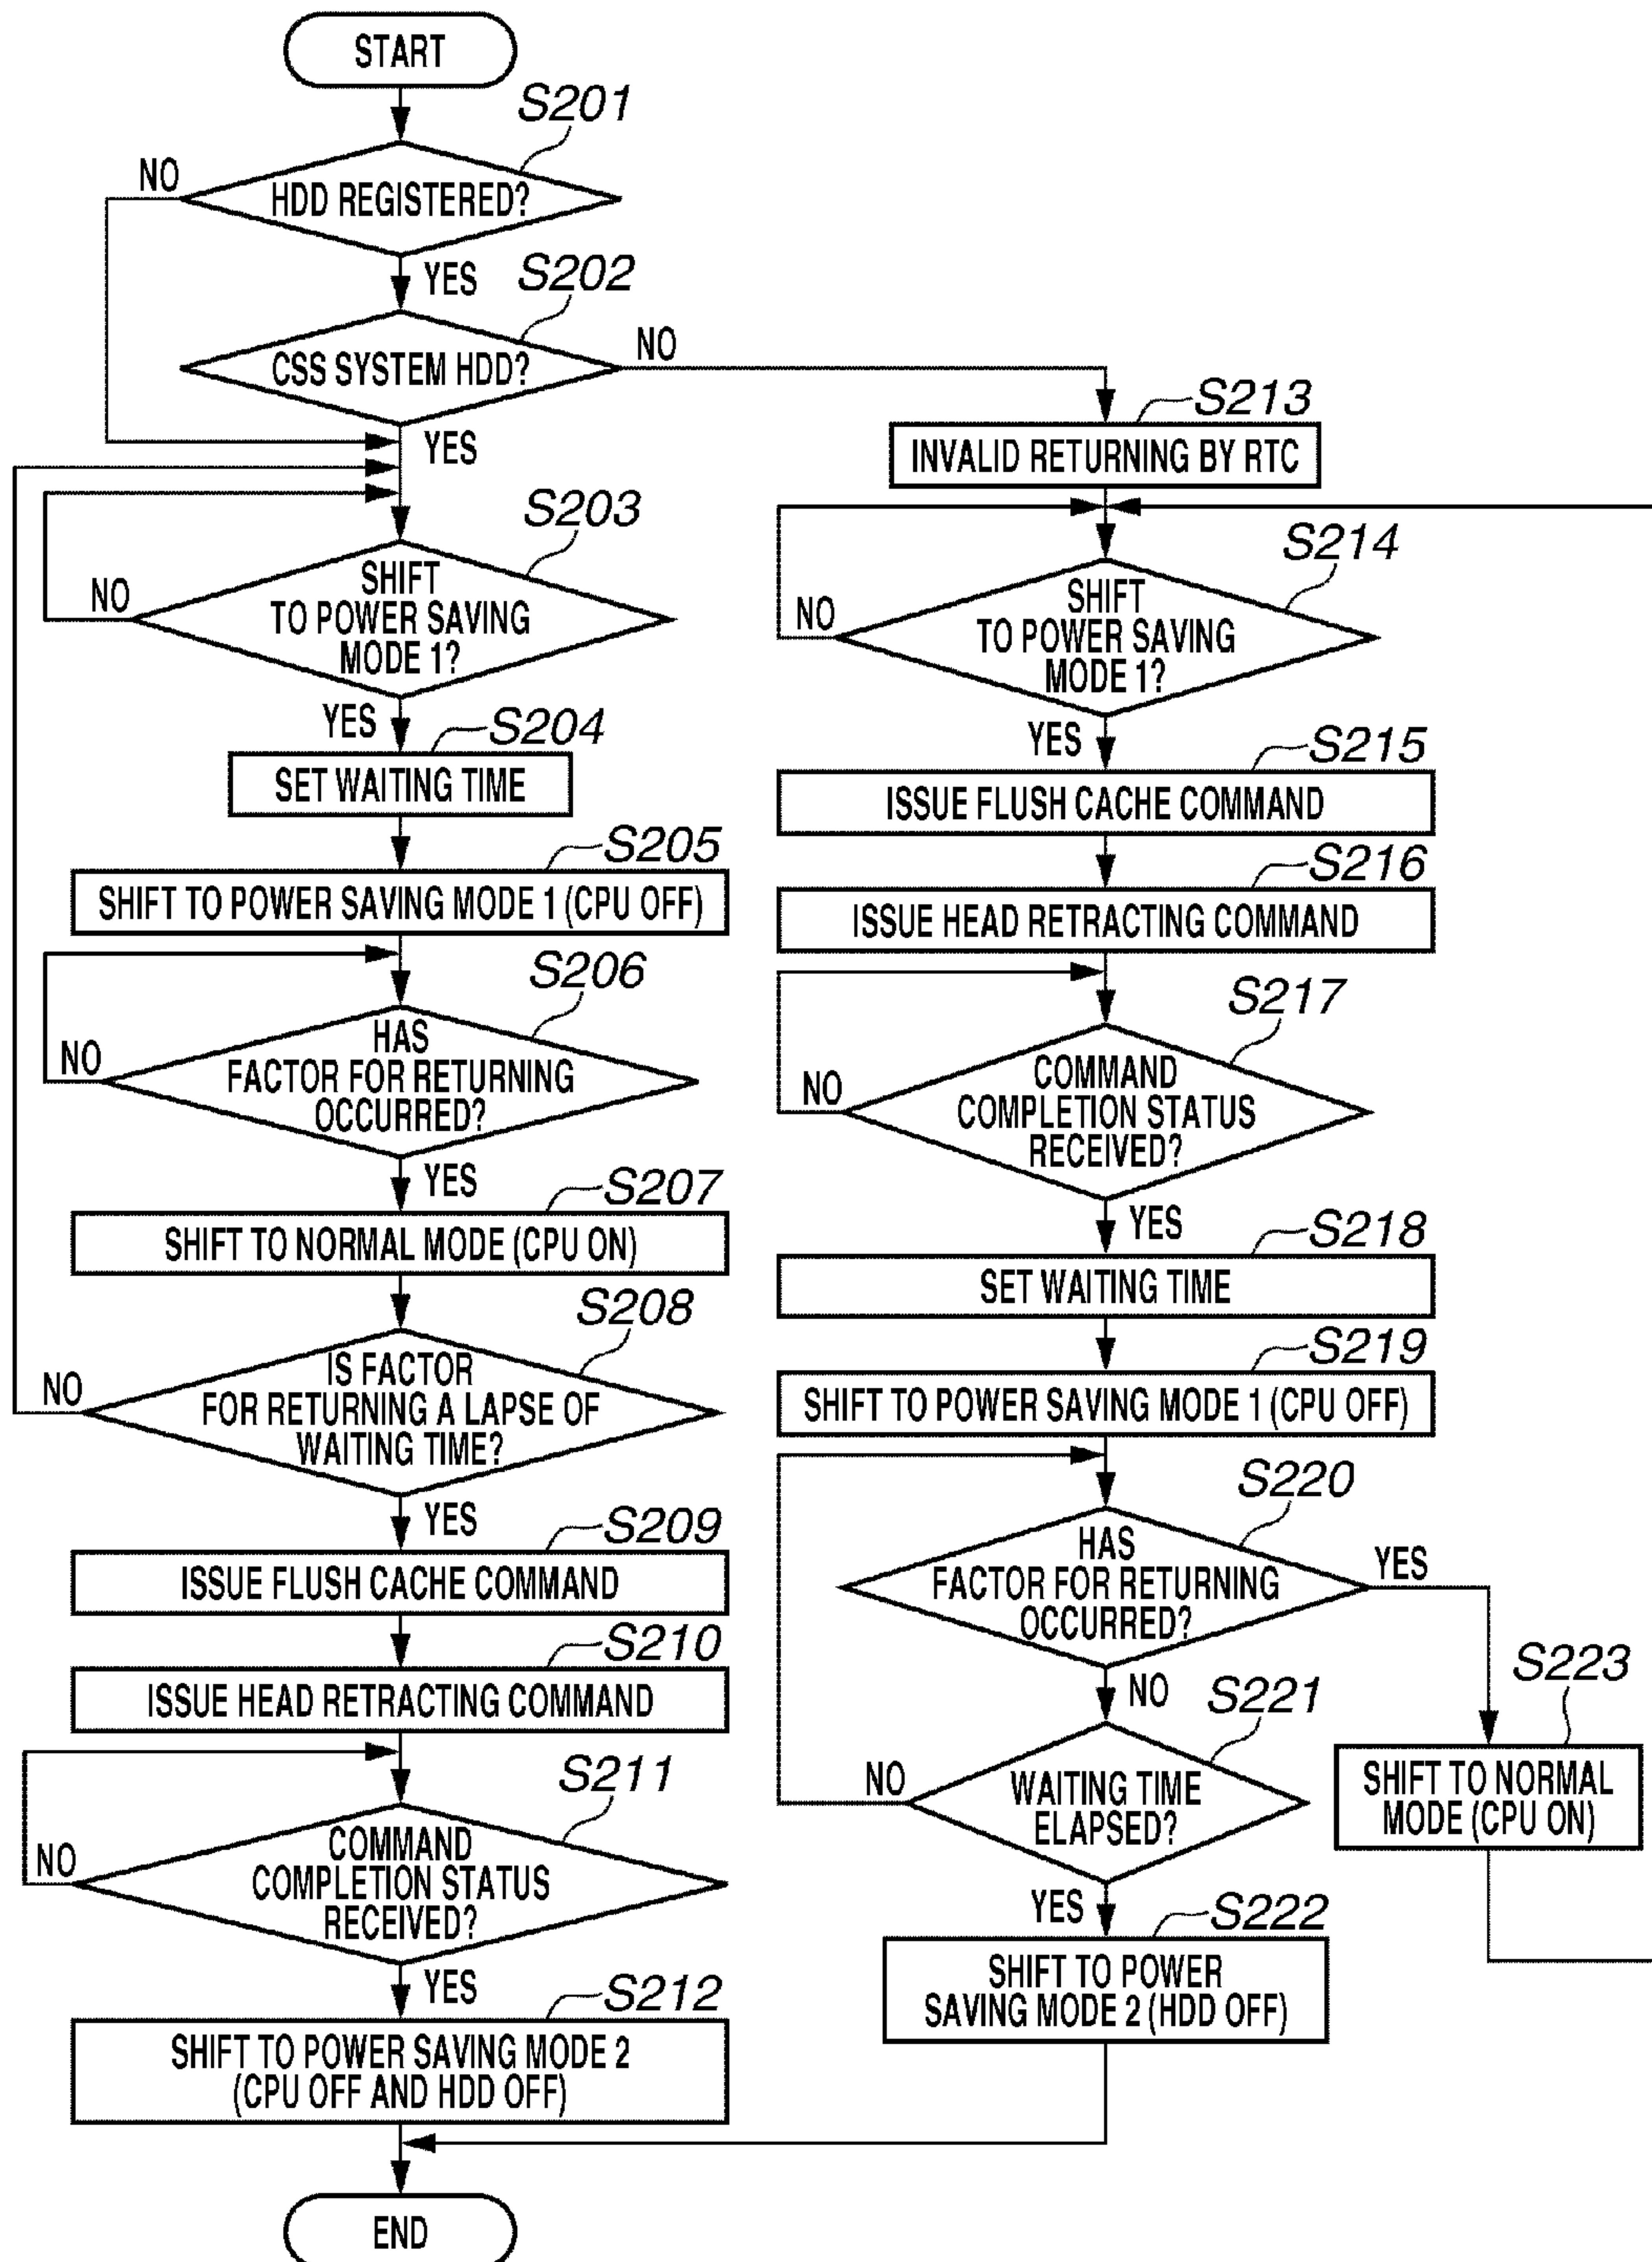 START
S201
NO
HDD REGISTERED?
YES
S202
CSS SYSTEM HDD?
NO
YES
S203
SHIFT
TO POWER SAVING
MODE 1?
NO
YES
S204
SET WAITING TIME
S205
SHIFT TO POWER SAVING MODE 1 (CPU OFF)
S206
HAS
FACTOR FOR RETURNING
OCCURRED?
NO
YES
S207
SHIFT TO NORMAL MODE (CPU ON)
S208
IS FACTOR
FOR RETURNING A LAPSE OF
WAITING TIME?
NO
YES
S209
ISSUE FLUSH CACHE COMMAND
S210
ISSUE HEAD RETRACTING COMMAND
S211
COMMAND
COMPLETION STATUS
RECEIVED?
NO
YES
S212
SHIFT TO POWER SAVING MODE 2
(CPU OFF AND HDD OFF)
END
S213
INVALID RETURNING BY RTC
S214
SHIFT
TO POWER SAVING
MODE 1?
NO
YES
S215
ISSUE FLUSH CACHE COMMAND
S216
ISSUE HEAD RETRACTING COMMAND
S217
COMMAND
COMPLETION STATUS
RECEIVED?
NO
YES
S218
SET WAITING TIME
S219
SHIFT TO POWER SAVING MODE 1 (CPU OFF)
S220
HAS
FACTOR FOR RETURNING
OCCURRED?
YES
NO
S221
WAITING TIME
ELAPSED?
NO
YES
S222
SHIFT TO POWER
SAVING MODE 2 (HDD OFF)
S223
SHIFT TO NORMAL
MODE (CPU ON)